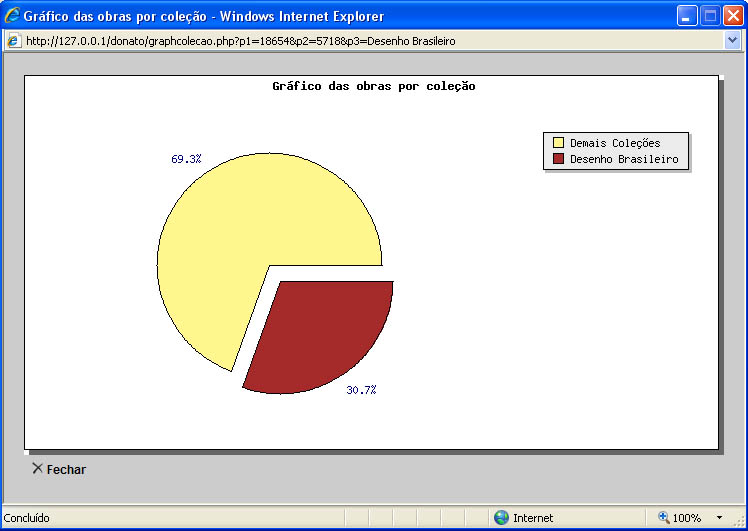 Gráfico das obras por coleção - Windows Internet Explorer
http://127.0.0.1/donato/graphcolecao.php?p1=18654&p2=5718&p3=Desenho Brasileiro
Gráfico das obras por coleção
Demais Coleções
Desenho Brasileiro
69.3%
30.7%
Fechar
Concluído
Internet
100%